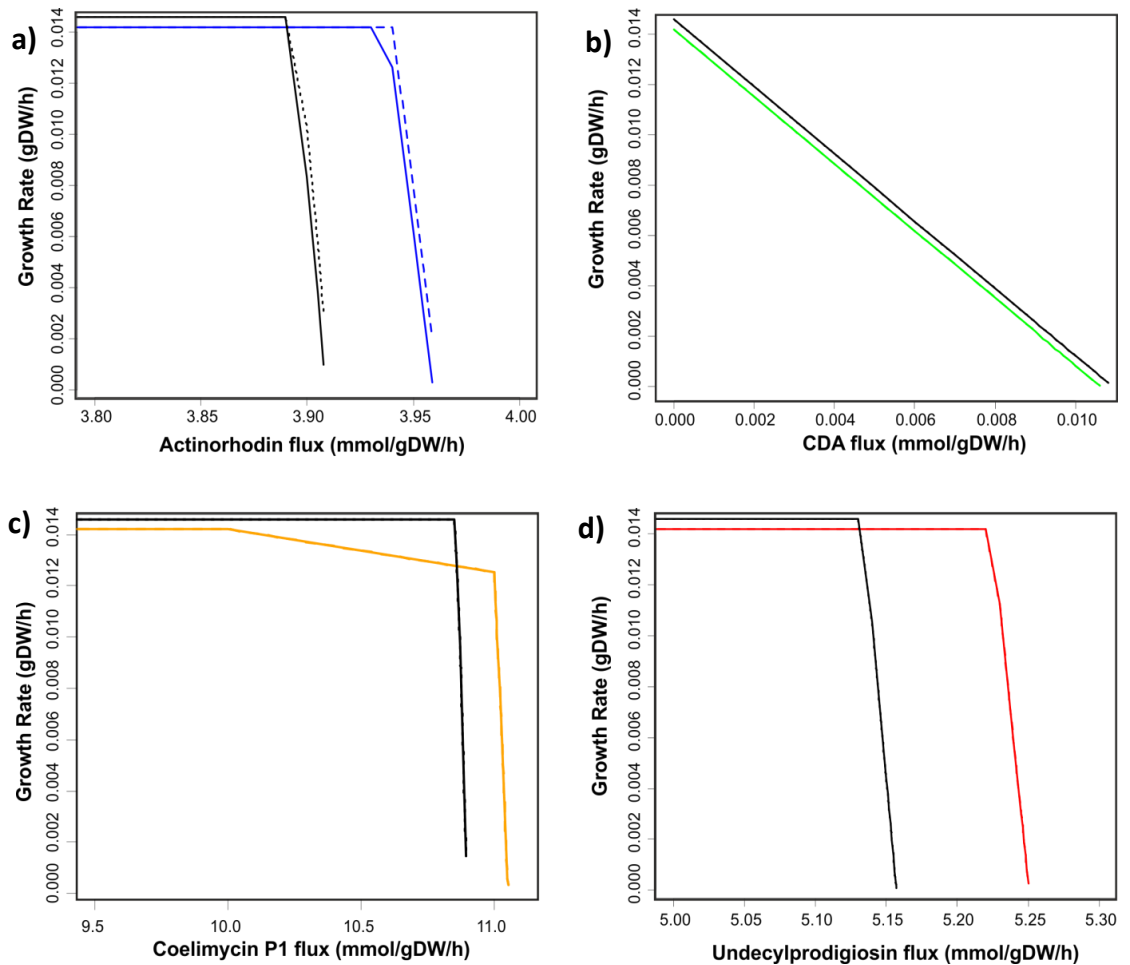 a)
Growth Rate (gDW/h)
0.014
0.012
0.010
0.008
0.006
0.004
0.002
0.000
3.80 3.85 3.90 3.95 4.00
Actinorhodin flux (mmol/gDW/h)
b)
Growth Rate (gDW/h)
0.014
0.012
0.010
0.008
0.006
0.004
0.002
0.000
0.000 0.002 0.004 0.006 0.008 0.010
CDA flux (mmol/gDW/h)
c)
Growth Rate (gDW/h)
0.014
0.012
0.010
0.008
0.006
0.004
0.002
0.000
9.5 10.0 10.5 11.0
Coelimycin P1 flux (mmol/gDW/h)
d)
Growth Rate (gDW/h)
0.014
0.012
0.010
0.008
0.006
0.004
0.002
0.000
5.00 5.05 5.10 5.15 5.20 5.25 5.30
Undecylprodigiosin flux (mmol/gDW/h)